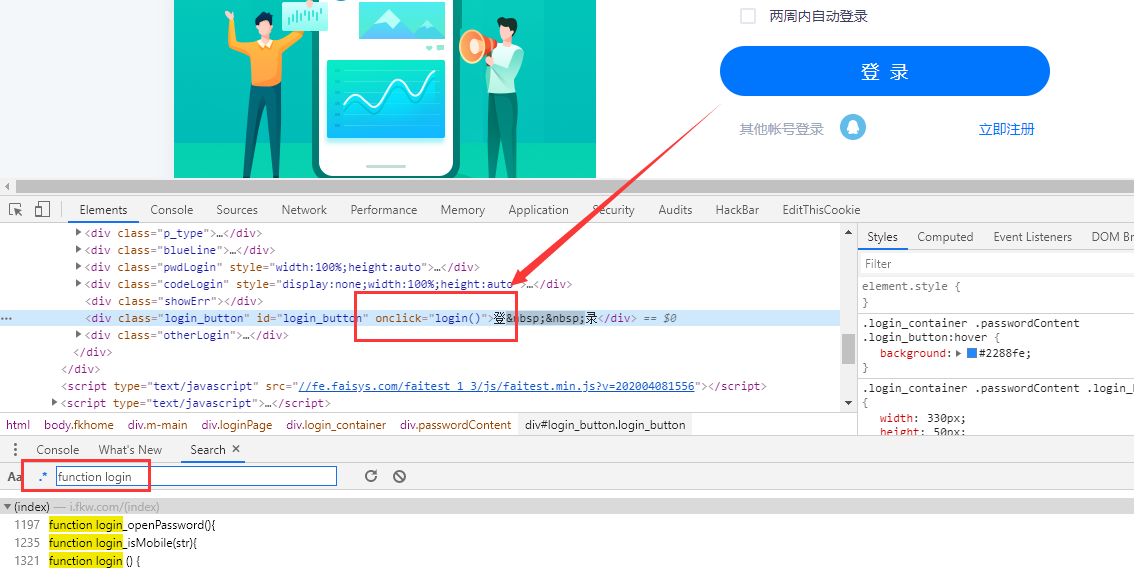 两周内自动登录
登 录
其他帐号登录
立即注册
Elements Console Sources Network Performance Memory Application Security Audits HackBar EditThisCookie
<div class="p_type">…</div>
<div class="blueLine">…</div>
<div class="pwdLogin" style="width:100%;height:auto">…</div>
<div class="codeLogin" style="display:none;width:100%;height:auto">…</div>
<div class="showErr"></div>
<div class="login_button" id="login_button" onclick="login()">登&nbsp;&nbsp;录</div> == $0
<div class="otherLogin">…</div>
</div>
</div>
<script type="text/javascript" src="//fe.faisys.com/faitest_1_3/js/faitest.min.js?v=202004081556"></script>
<script type="text/javascript">…</script>
html body.fkhome div.m-main div.loginPage div.login_container div.passwordContent div#login_button.login_button
Styles Computed Event Listeners DOM Br
Filter
element.style {
}
.login_container .passwordContent
.login_button:hover {
background: #2288fe;
}
.login_container .passwordContent .login_b
{
width: 330px;
height: 50px;
Console What's New Search ×
Aa .* function login
(index) — i.fkw.com/(index)
1197 function login_openPassword(){
1235 function login_isMobile(str){
1321 function login () {